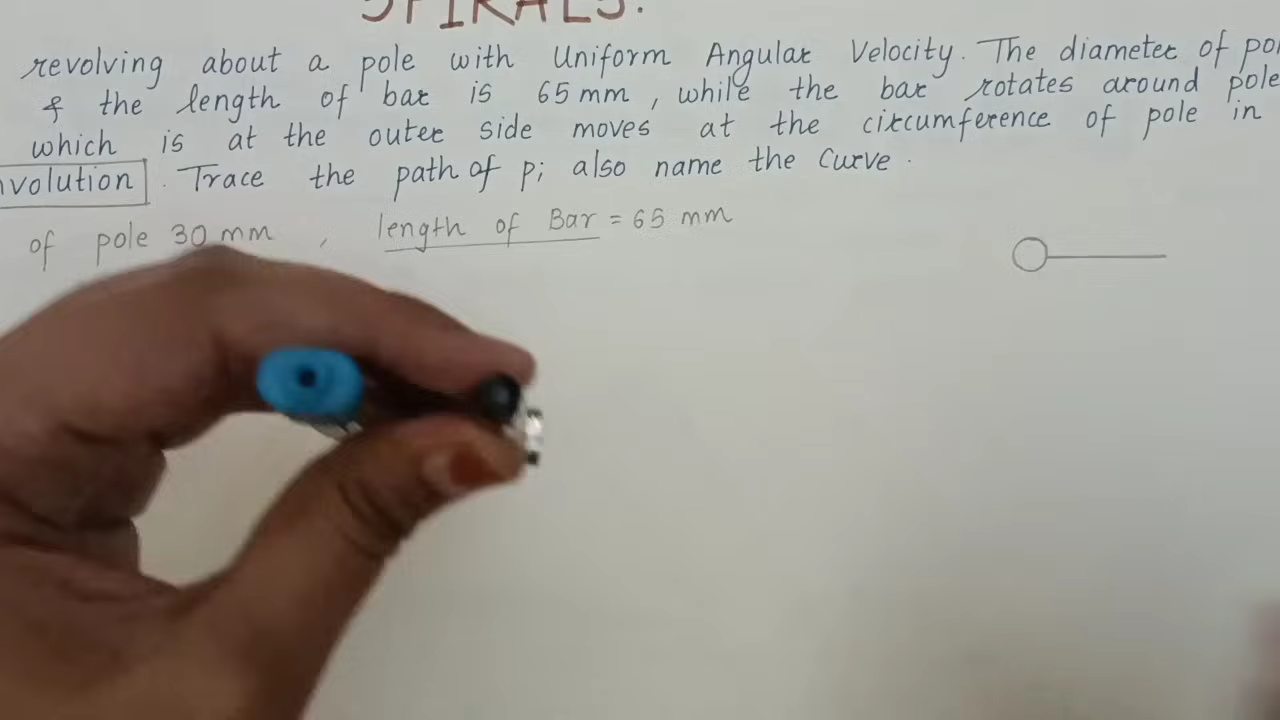 SPIRALS.
revolving about a pole with Uniform Angular Velocity. The diameter of
& the length of bar is 65 mm, while the bar rotates around pole
which is at the outer side moves at the circumference of pole in
Trace the path of p; also name the Curve.
of pole 30 mm, length of Bar = 65 mm